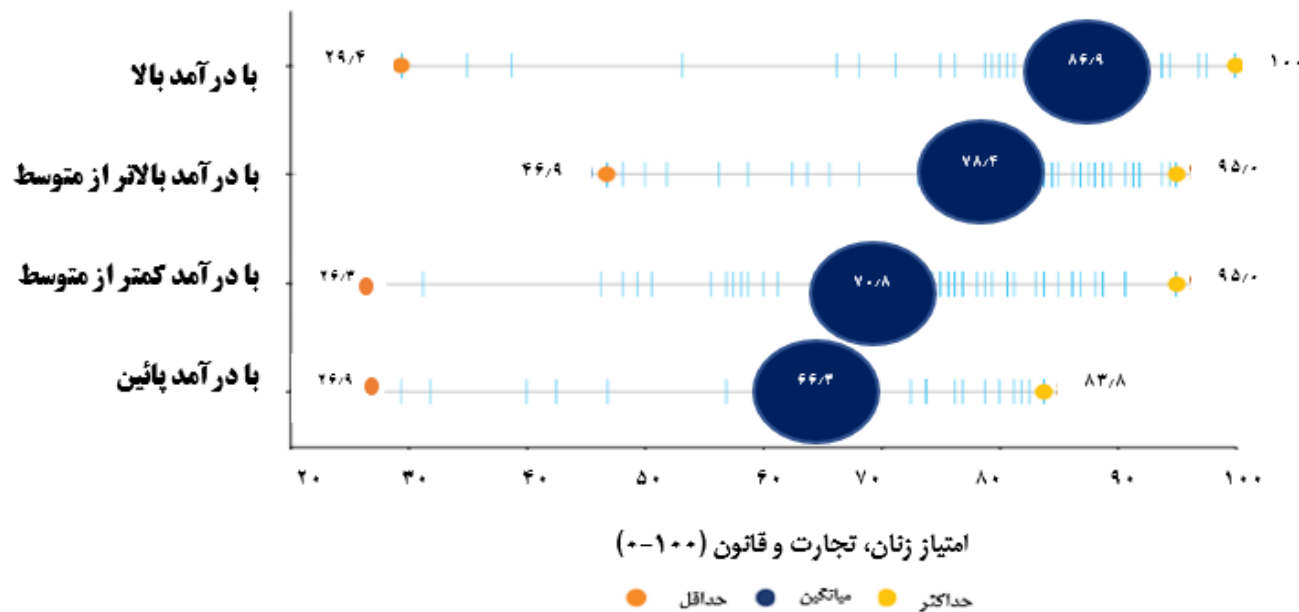 با درآمد بالا
۲۹٫۴
۸۶٫۹
۱۰۰
با درآمد بالاتر از متوسط
۴۶٫۹
۷۸٫۴
۹۵٫۰
با درآمد کمتر از متوسط
۲۶٫۳
۷۰٫۸
۹۵٫۰
با درآمد پائین
۲۶٫۹
۶۶٫۳
۸۳٫۸
۲۰ ۳۰ ۴۰ ۵۰ ۶۰ ۷۰ ۸۰ ۹۰ ۱۰۰
امتیاز زنان، تجارت و قانون (۱۰۰-۰)
حداکثر میانگین حداقل